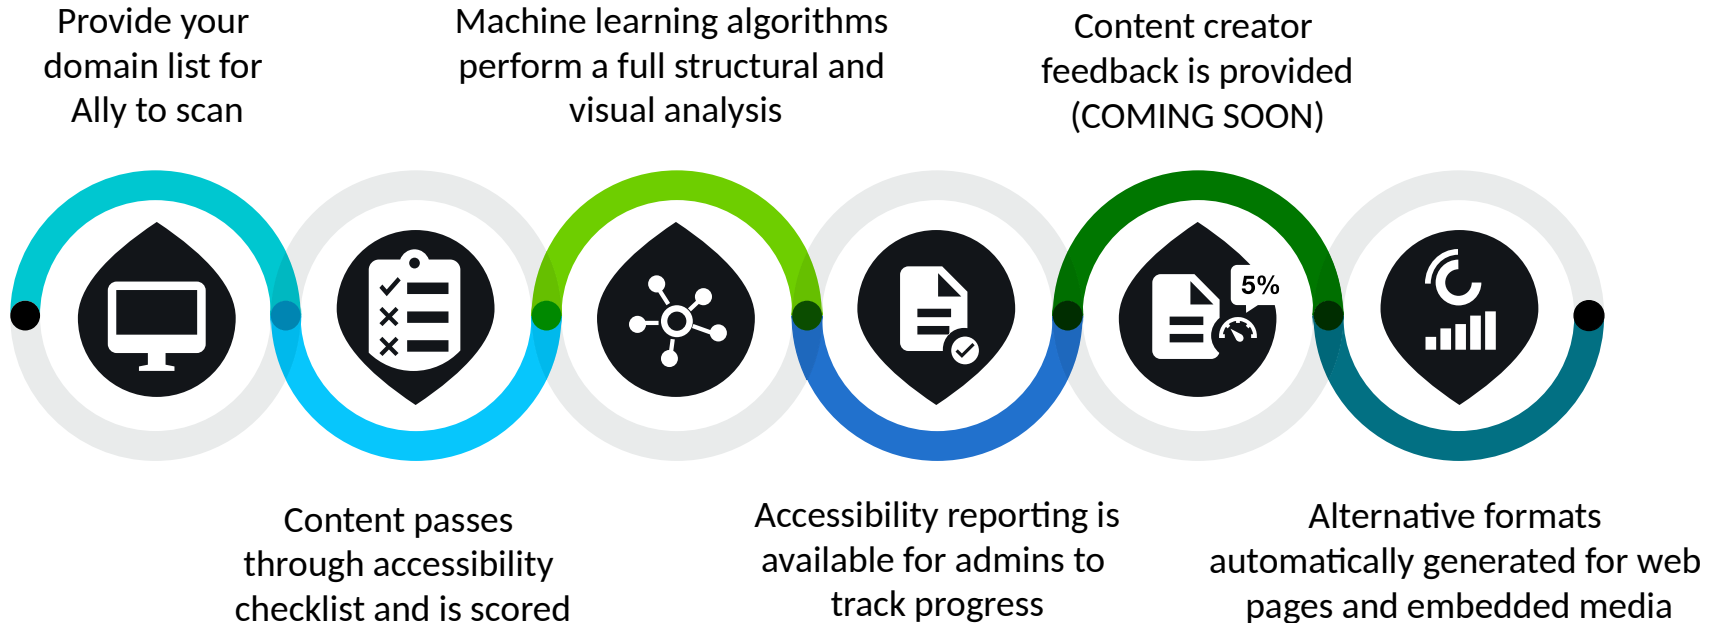 Provide your
domain list for
Ally to scan
Content passes
through accessibility
checklist and is scored
Machine learning algorithms
perform a full structural and
visual analysis
Accessibility reporting is
available for admins to
track progress
Content creator
feedback is provided
(COMING SOON)
5%
Alternative formats
automatically generated for web
pages and embedded media